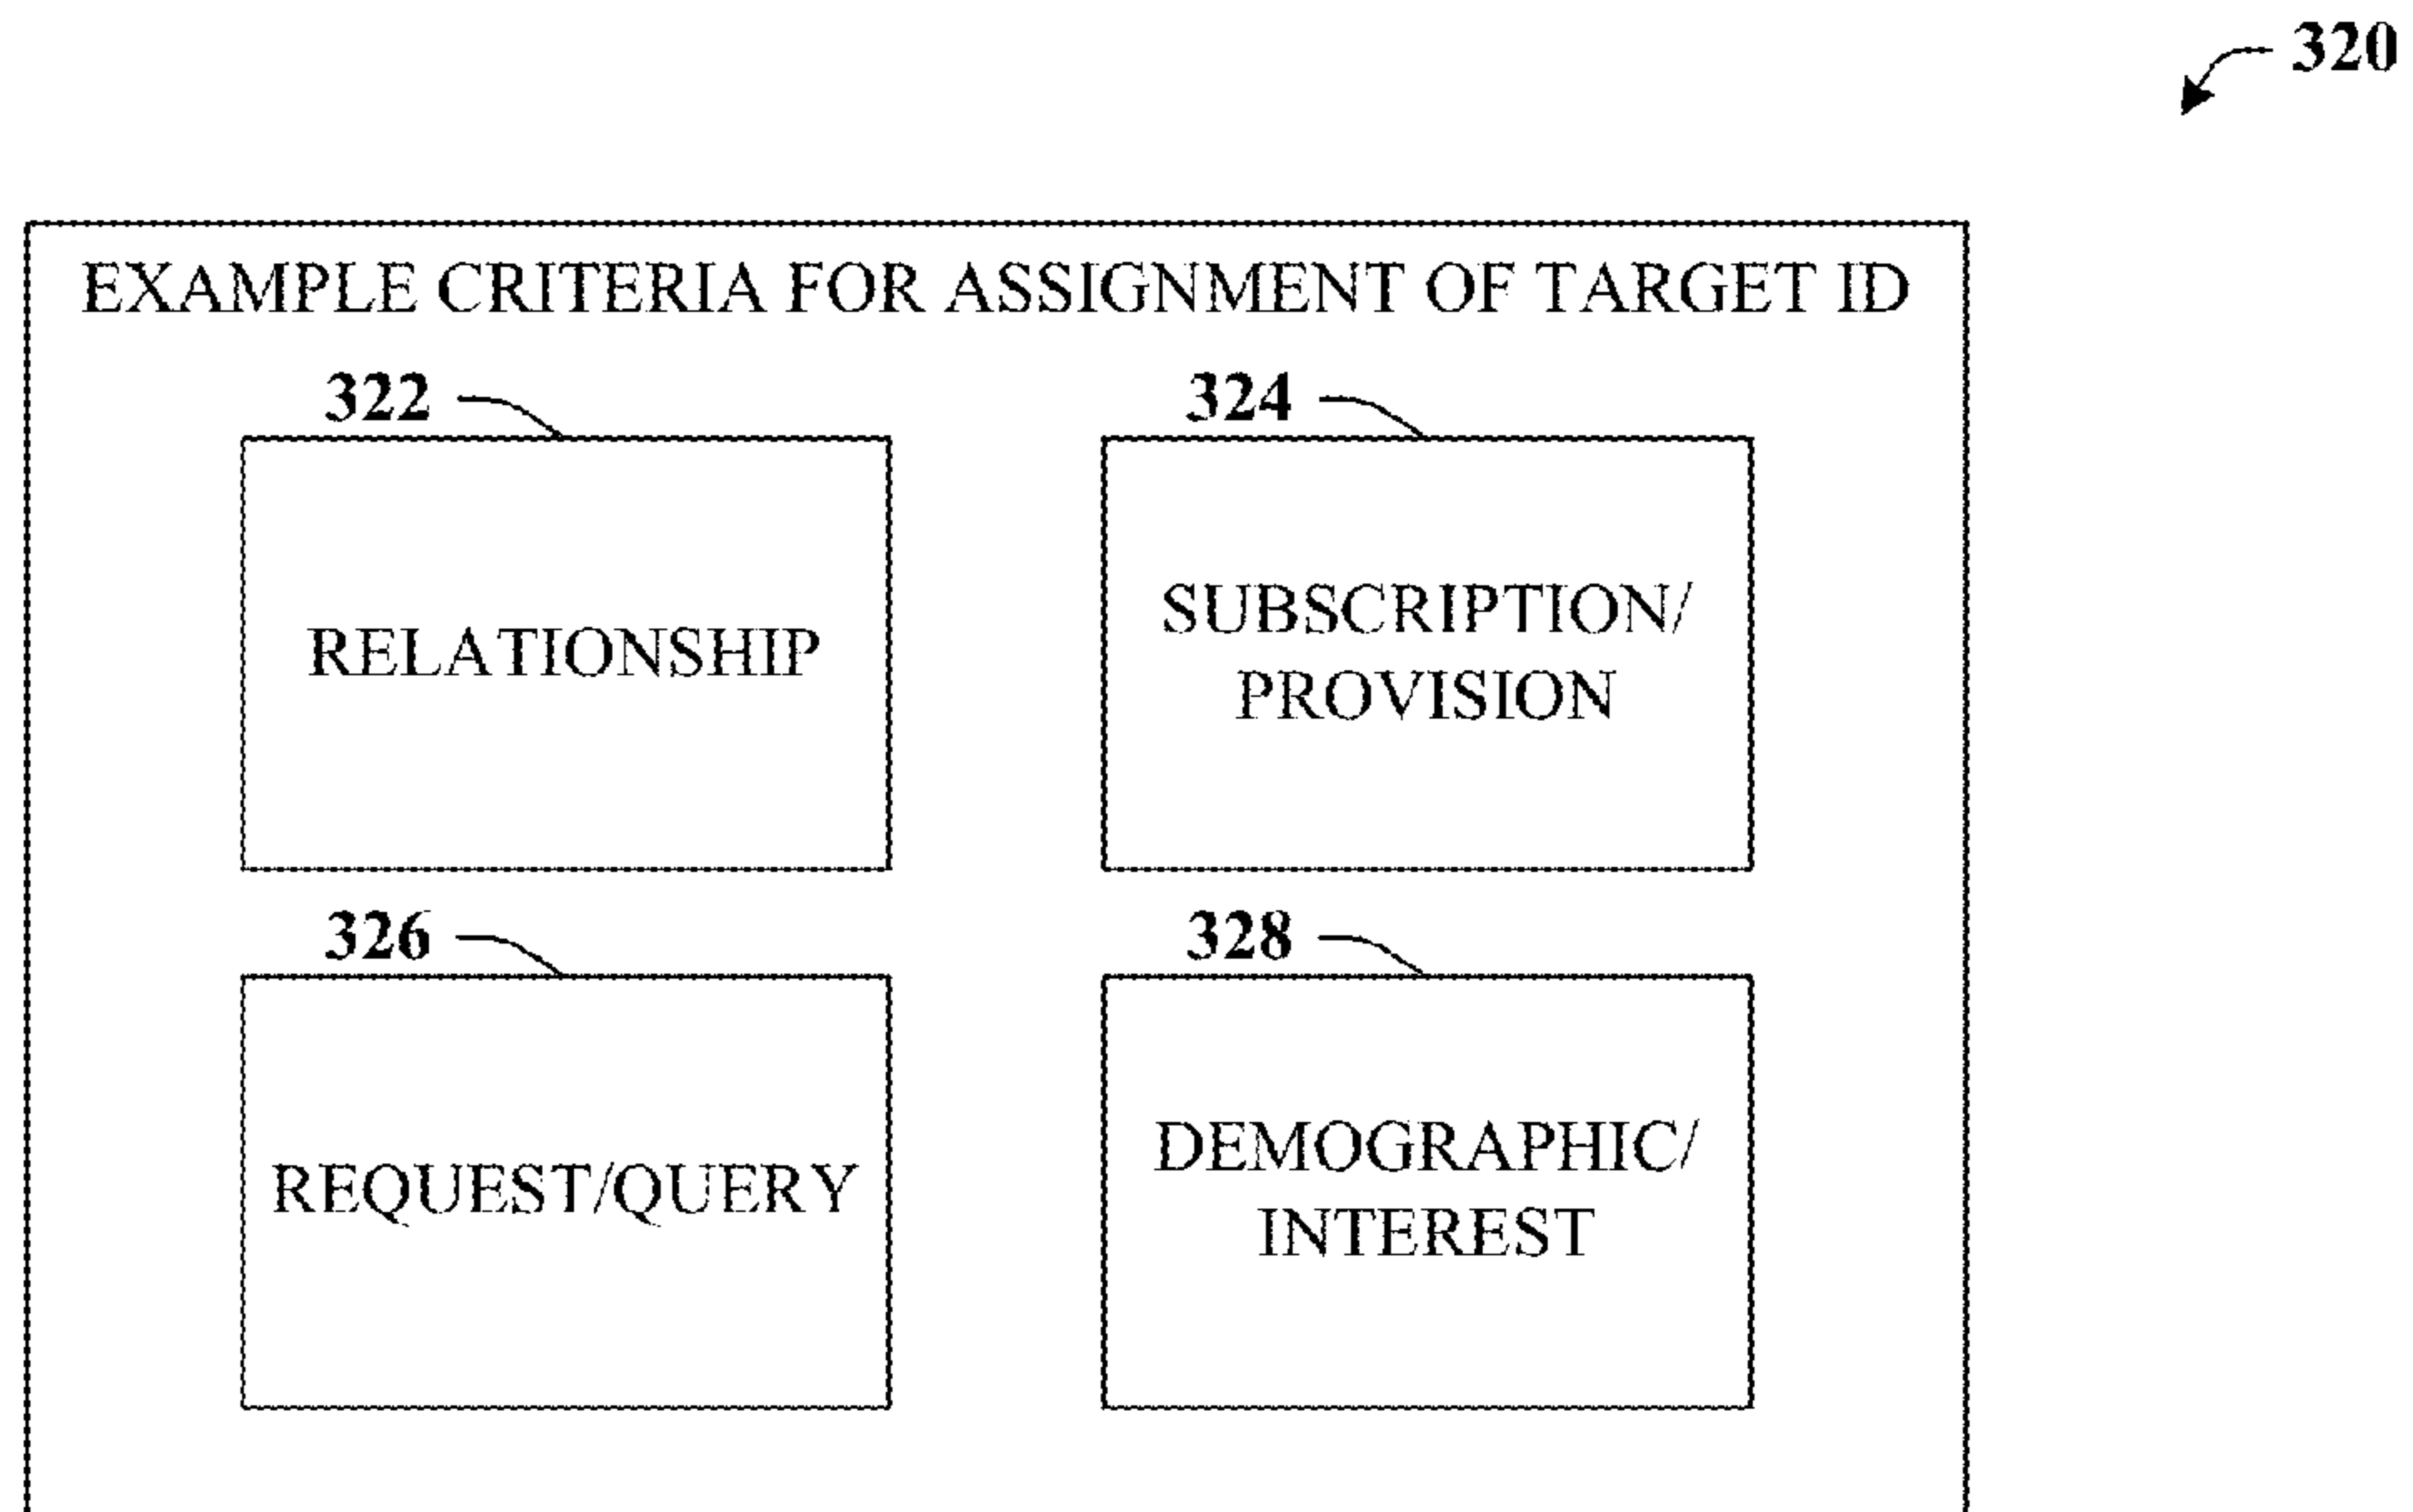 320
EXAMPLE CRITERIA FOR ASSIGNMENT OF TARGET ID
322
324
RELATIONSHIP
SUBSCRIPTION/
PROVISION
326
328
REQUEST/QUERY
DEMOGRAPHIC/
INTEREST